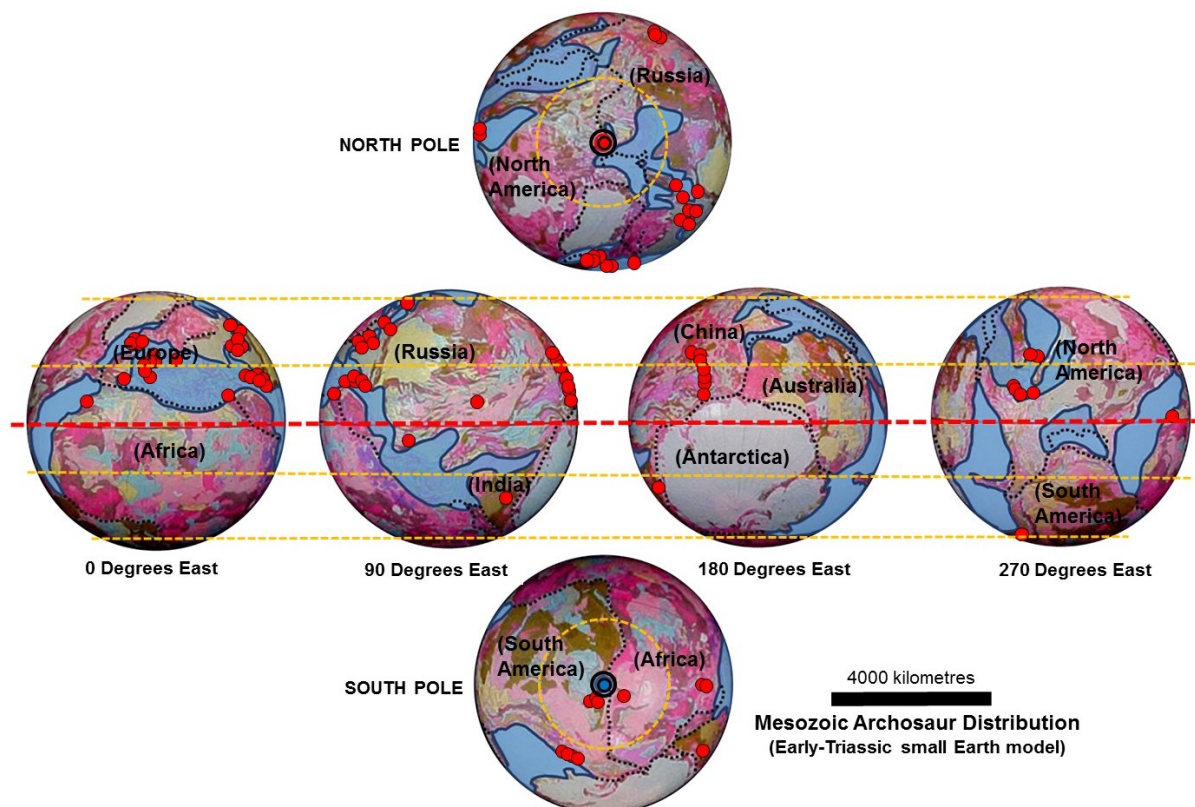 (Russia)
NORTH POLE
(North
America)
(Europe)
(Africa)
(Russia)
(India)
(China)
(Australia)
(Antarctica)
(North
America)
(South
America)
0 Degrees East
90 Degrees East
180 Degrees East
270 Degrees East
(South
America)
(Africa)
SOUTH POLE
4000 kilometres
Mesozoic Archosaur Distribution
(Early-Triassic small Earth model)